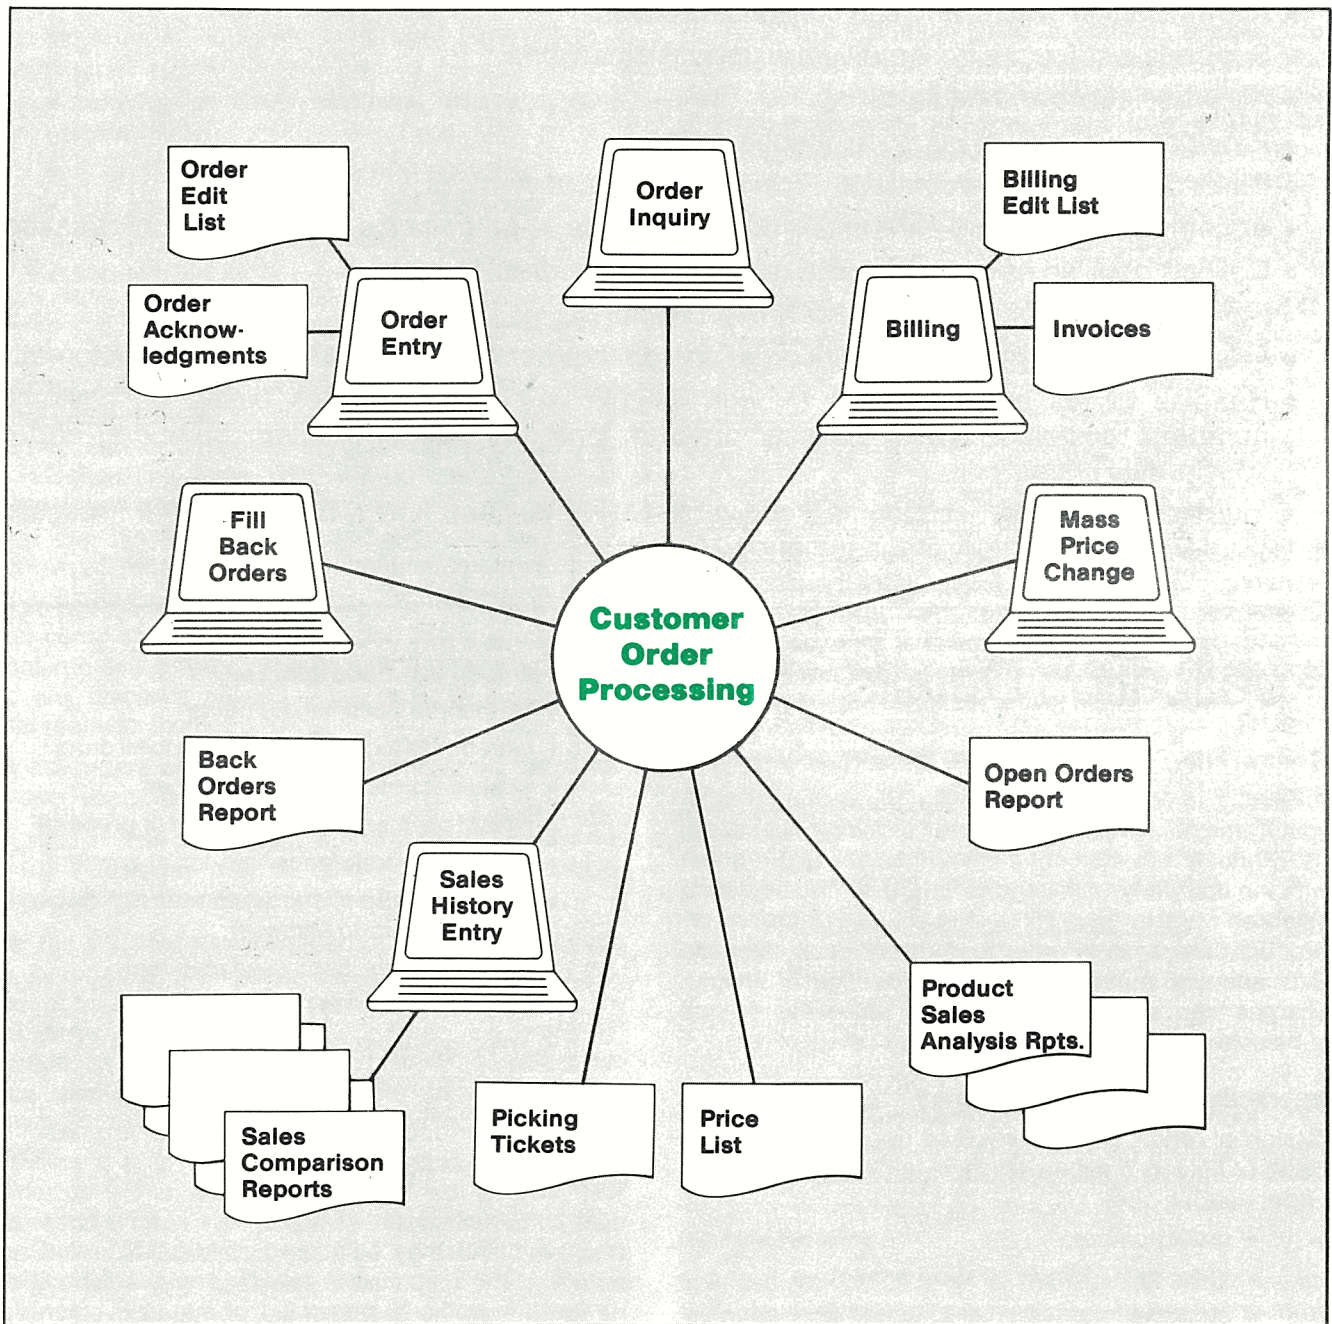 Order
Edit
List
Order
Inquiry
Billing
Edit List
Order
Acknow-
ledgments
Order
Entry
Billing
Invoices
Fill
Back
Orders
Mass
Price
Change
Customer
Order
Processing
Back
Orders
Report
Open Orders
Report
Sales
History
Entry
Product
Sales
Analysis Rpts.
Sales
Comparison
Reports
Picking
Tickets
Price
List